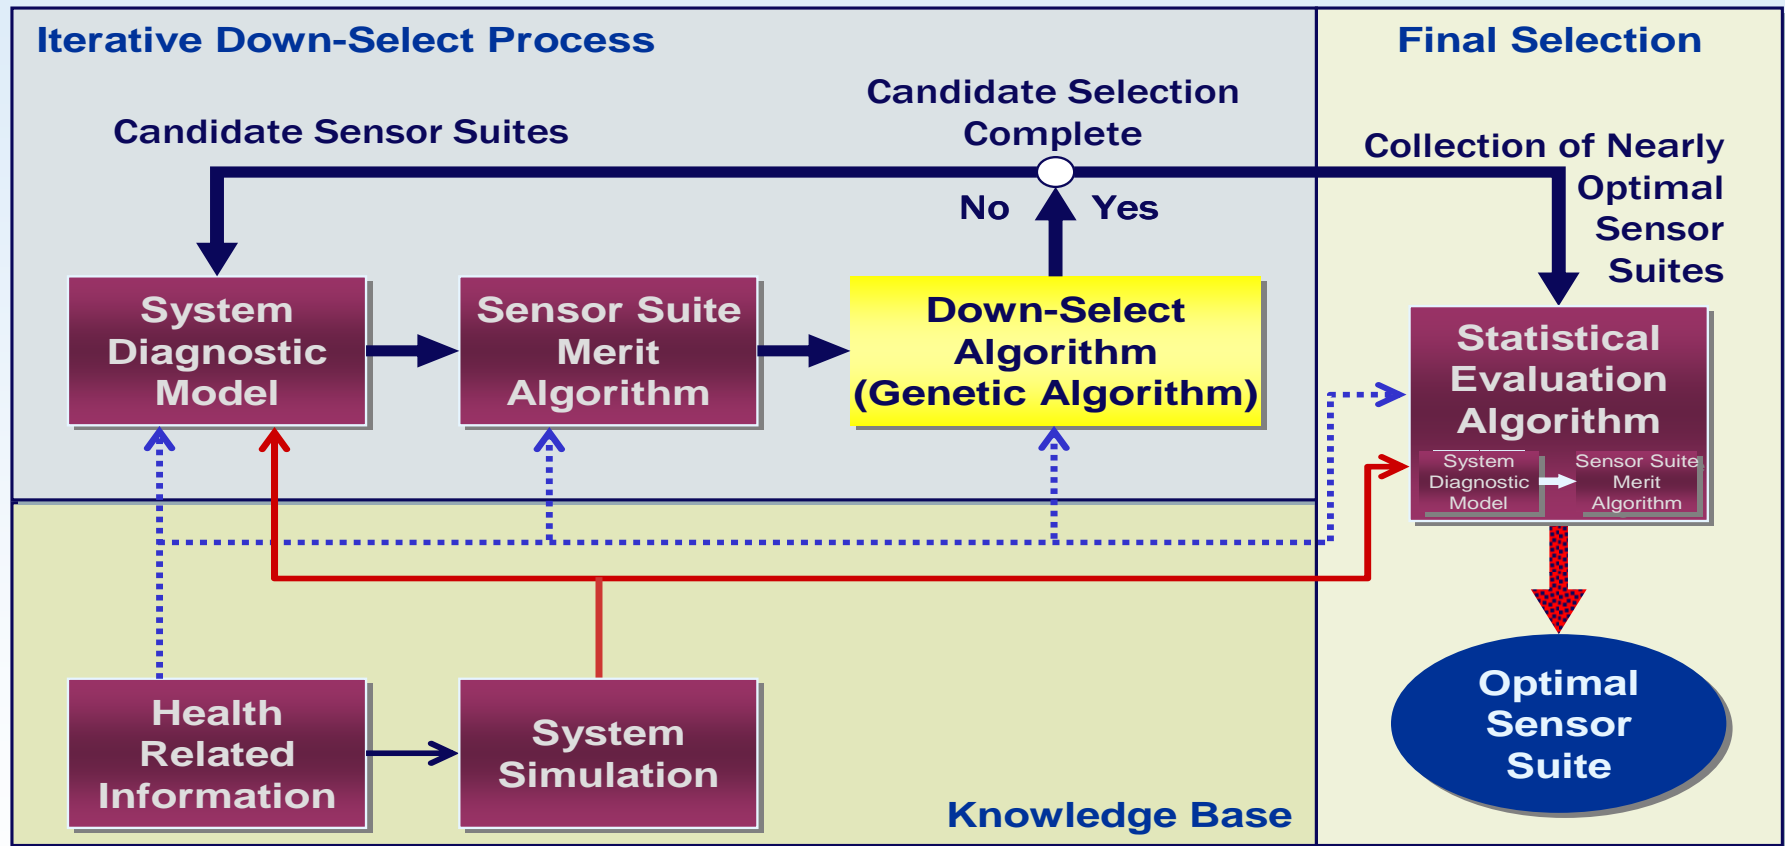 Iterative Down-Select Process
Final Selection
Candidate Sensor Suites
Candidate Selection
Complete
No
Yes
Collection of Nearly
Optimal
Sensor
Suites
System
Diagnostic
Model
Sensor Suite
Merit
Algorithm
Down-Select
Algorithm
(Genetic Algorithm)
Statistical
Evaluation
Algorithm
System
Diagnostic
Model
Sensor Suite
Merit
Algorithm
Health
Related
Information
System
Simulation
Knowledge Base
Optimal
Sensor
Suite